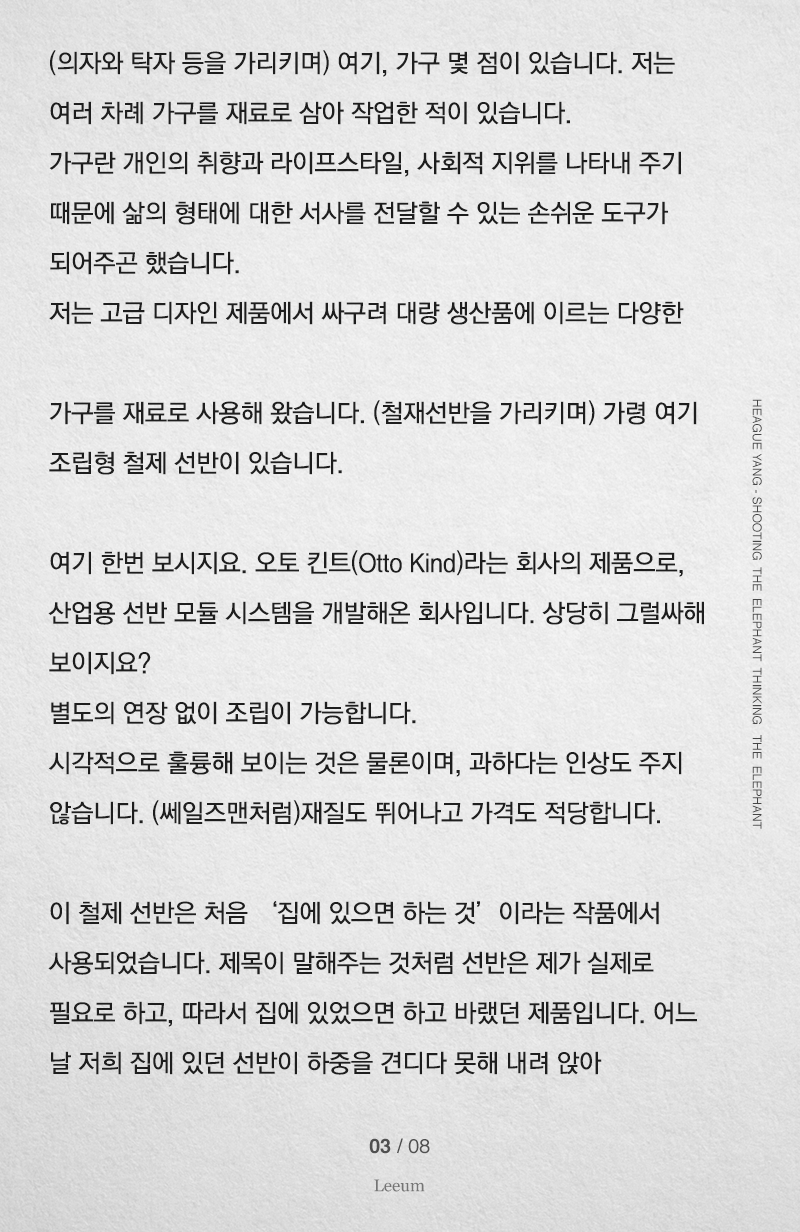 (의자와 탁자 등을 가리키며) 여기, 가구 몇 점이 있습니다. 저는
여러 차례 가구를 재료로 삼아 작업한 적이 있습니다.
가구란 개인의 취향과 라이프스타일, 사회적 지위를 나타내 주기
때문에 삶의 형태에 대한 서사를 전달할 수 있는 손쉬운 도구가
되어주곤 했습니다.
저는 고급 디자인 제품에서 싸구려 대량 생산품에 이르는 다양한
가구를 재료로 사용해 왔습니다. (철재선반을 가리키며) 가령 여기
조립형 철제 선반이 있습니다.
여기 한번 보시지요. 오토 킨트(Otto Kind)라는 회사의 제품으로,
산업용 선반 모듈 시스템을 개발해온 회사입니다. 상당히 그럴싸해
보이지요?
별도의 연장 없이 조립이 가능합니다.
시각적으로 훌륭해 보이는 것은 물론이며, 과하다는 인상도 주지
않습니다. (쎄일즈맨처럼)재질도 뛰어나고 가격도 적당합니다.
이 철제 선반은 처음 ‘집에 있으면 하는 것’ 이라는 작품에서
사용되었습니다. 제목이 말해주는 것처럼 선반은 제가 실제로
필요로 하고, 따라서 집에 있었으면 하고 바랬던 제품입니다. 어느
날 저희 집에 있던 선반이 하중을 견디다 못해 내려 앉아
HEAGUE YANG - SHOOTING THE ELEPHANT THINKING THE ELEPHANT
03 / 08
Leeum